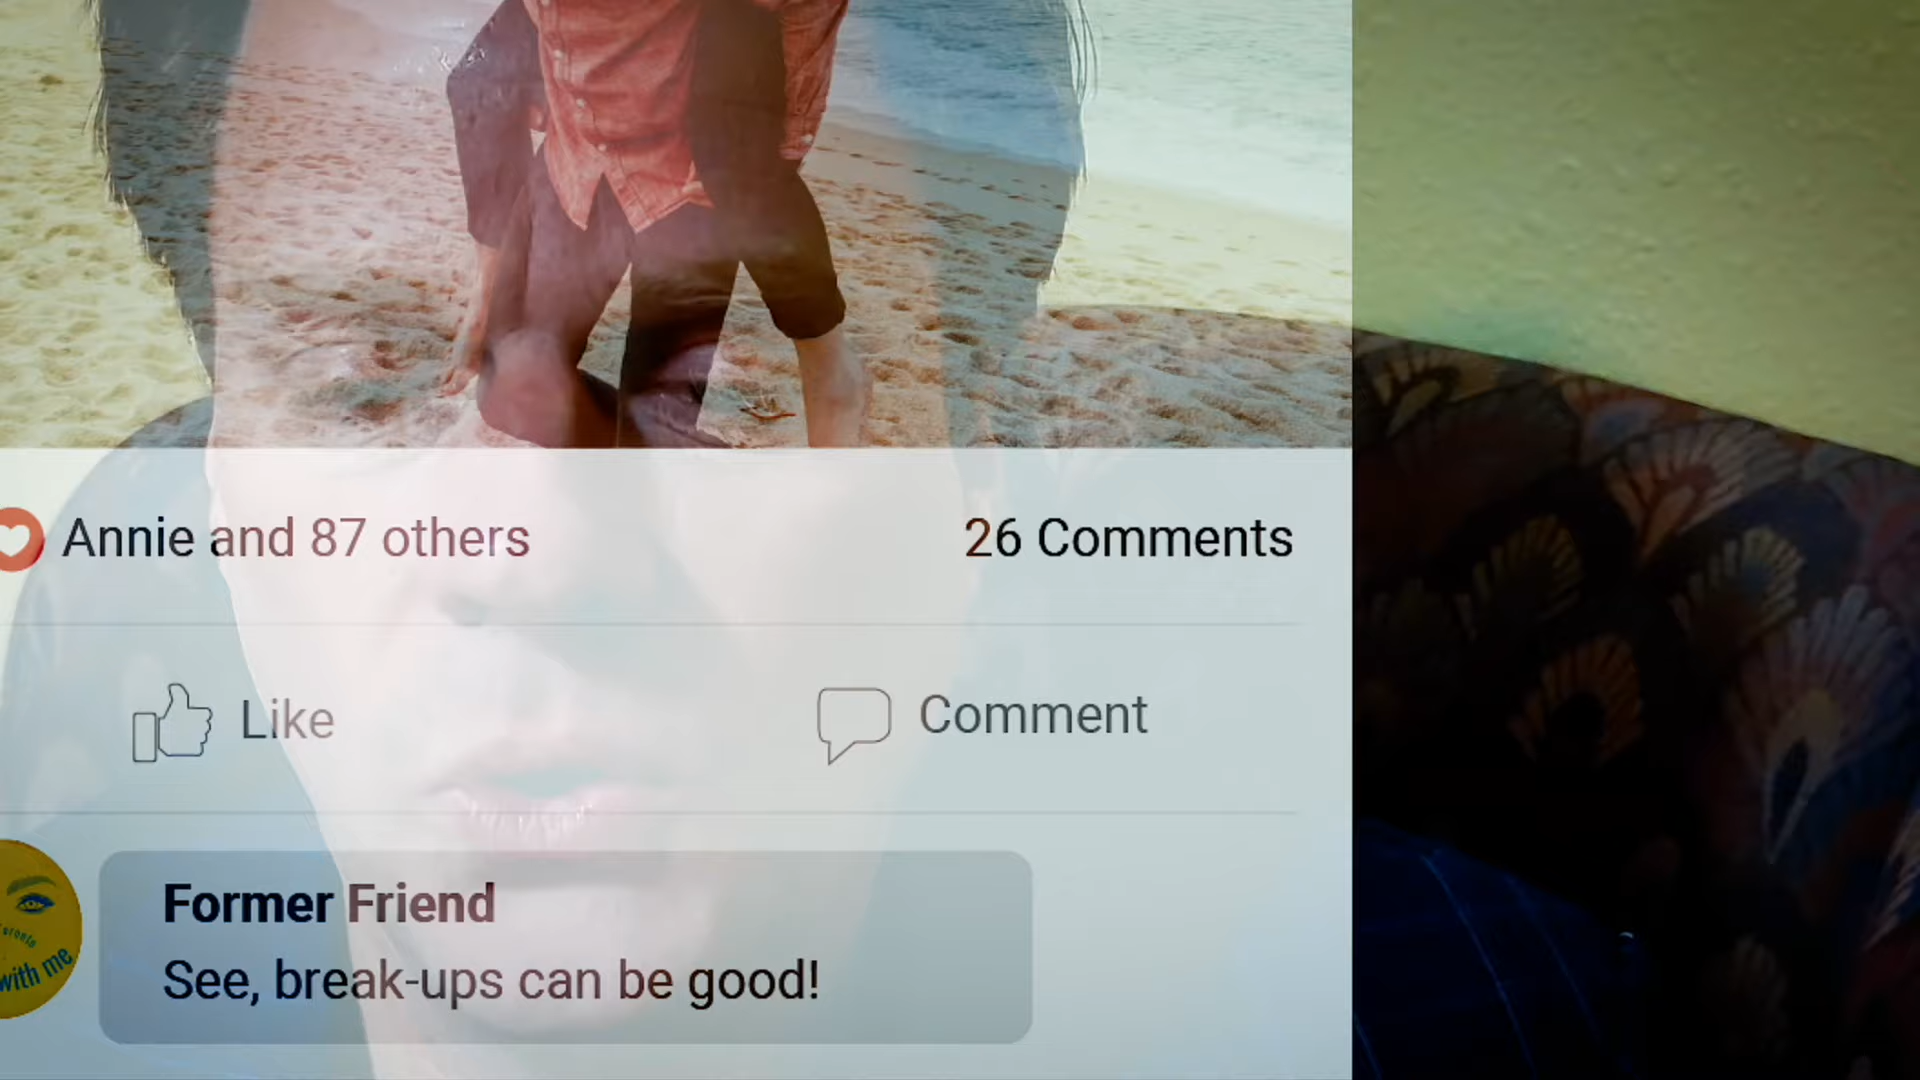 Annie and 87 others
26 Comments
Like
Comment
Former Friend
See, break-ups can be good!
with me